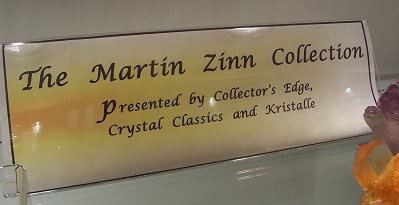 The Martin Zinn Collection
Presented by Collector's Edge,
Crystal Classics and Kristalle